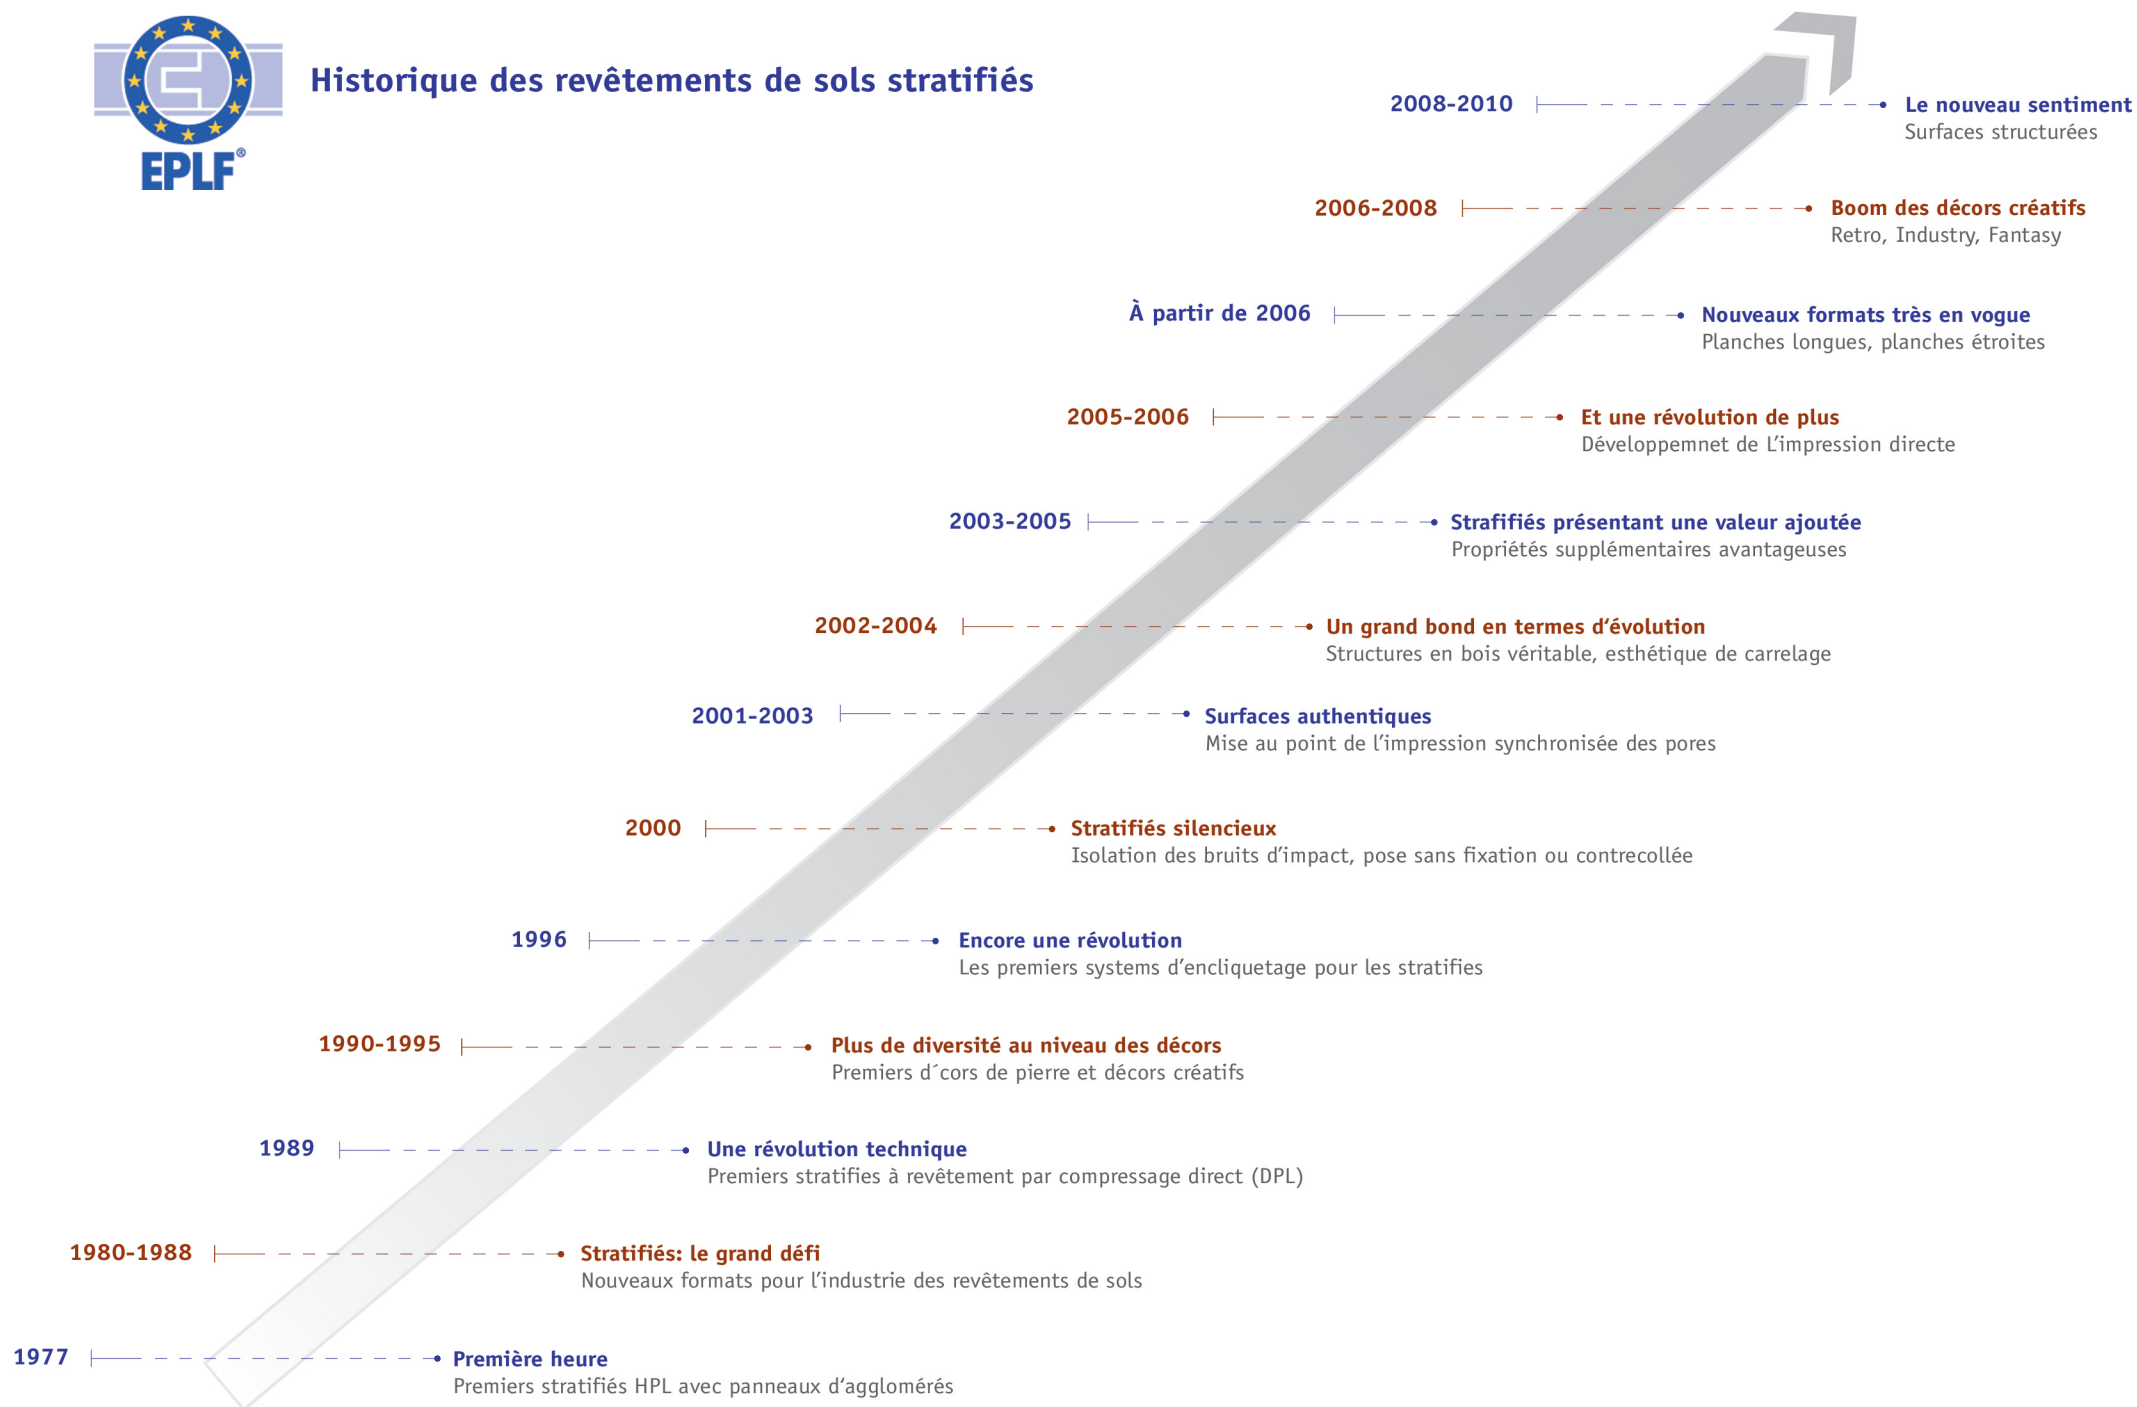 EPLF®
Historique des revêtements de sols stratifiés
2008-2010
Le nouveau sentiment
Surfaces structurées
2006-2008
Boom des décors créatifs
Retro, Industry, Fantasy
À partir de 2006
Nouveaux formats très en vogue
Planches longues, planches étroites
2005-2006
Et une révolution de plus
Développemnet de L’impression directe
2003-2005
Strafifiés présentant une valeur ajoutée
Propriétés supplémentaires avantageuses
2002-2004
Un grand bond en termes d‘évolution
Structures en bois véritable, esthétique de carrelage
2001-2003
Surfaces authentiques
Mise au point de l’impression synchronisée des pores
2000
Stratifiés silencieux
Isolation des bruits d’impact, pose sans fixation ou contrecollée
1996
Encore une révolution
Les premiers systems d’encliquetage pour les stratifies
1990-1995
Plus de diversité au niveau des décors
Premiers d´cors de pierre et décors créatifs
1989
Une révolution technique
Premiers stratifies à revêtement par compressage direct (DPL)
1980-1988
Stratifiés: le grand défi
Nouveaux formats pour l’industrie des revêtements de sols
1977
Première heure
Premiers stratifiés HPL avec panneaux d‘agglomérés